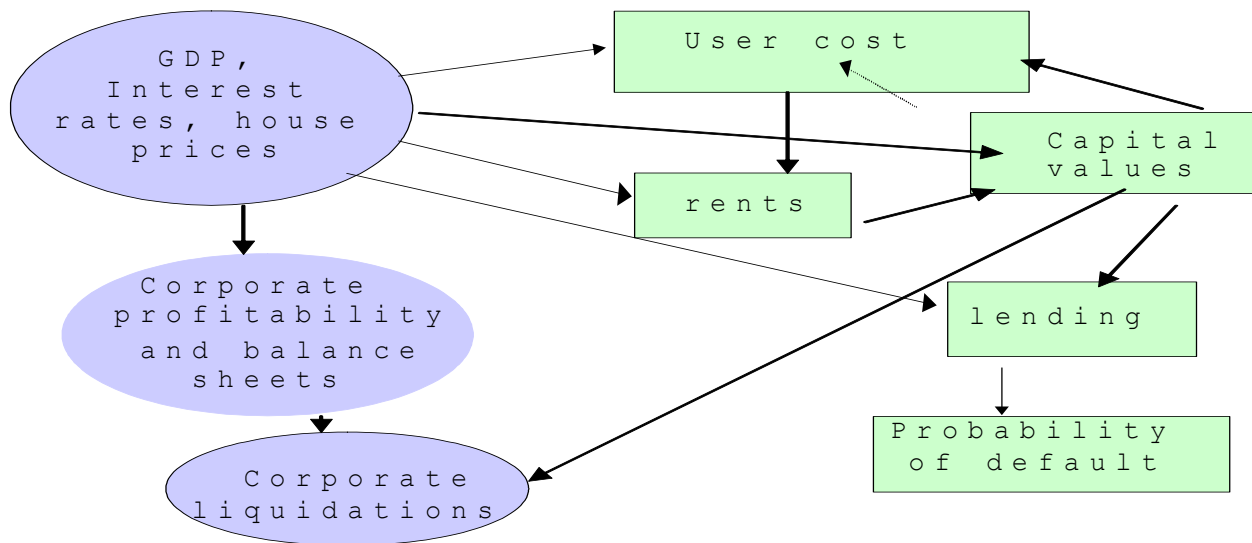 GDP,
Interest
rates, house
prices
User cost
Capital
values
rents
Corporate
profitability
and balance
sheets
lending
Probability
of default
Corporate
liquidations